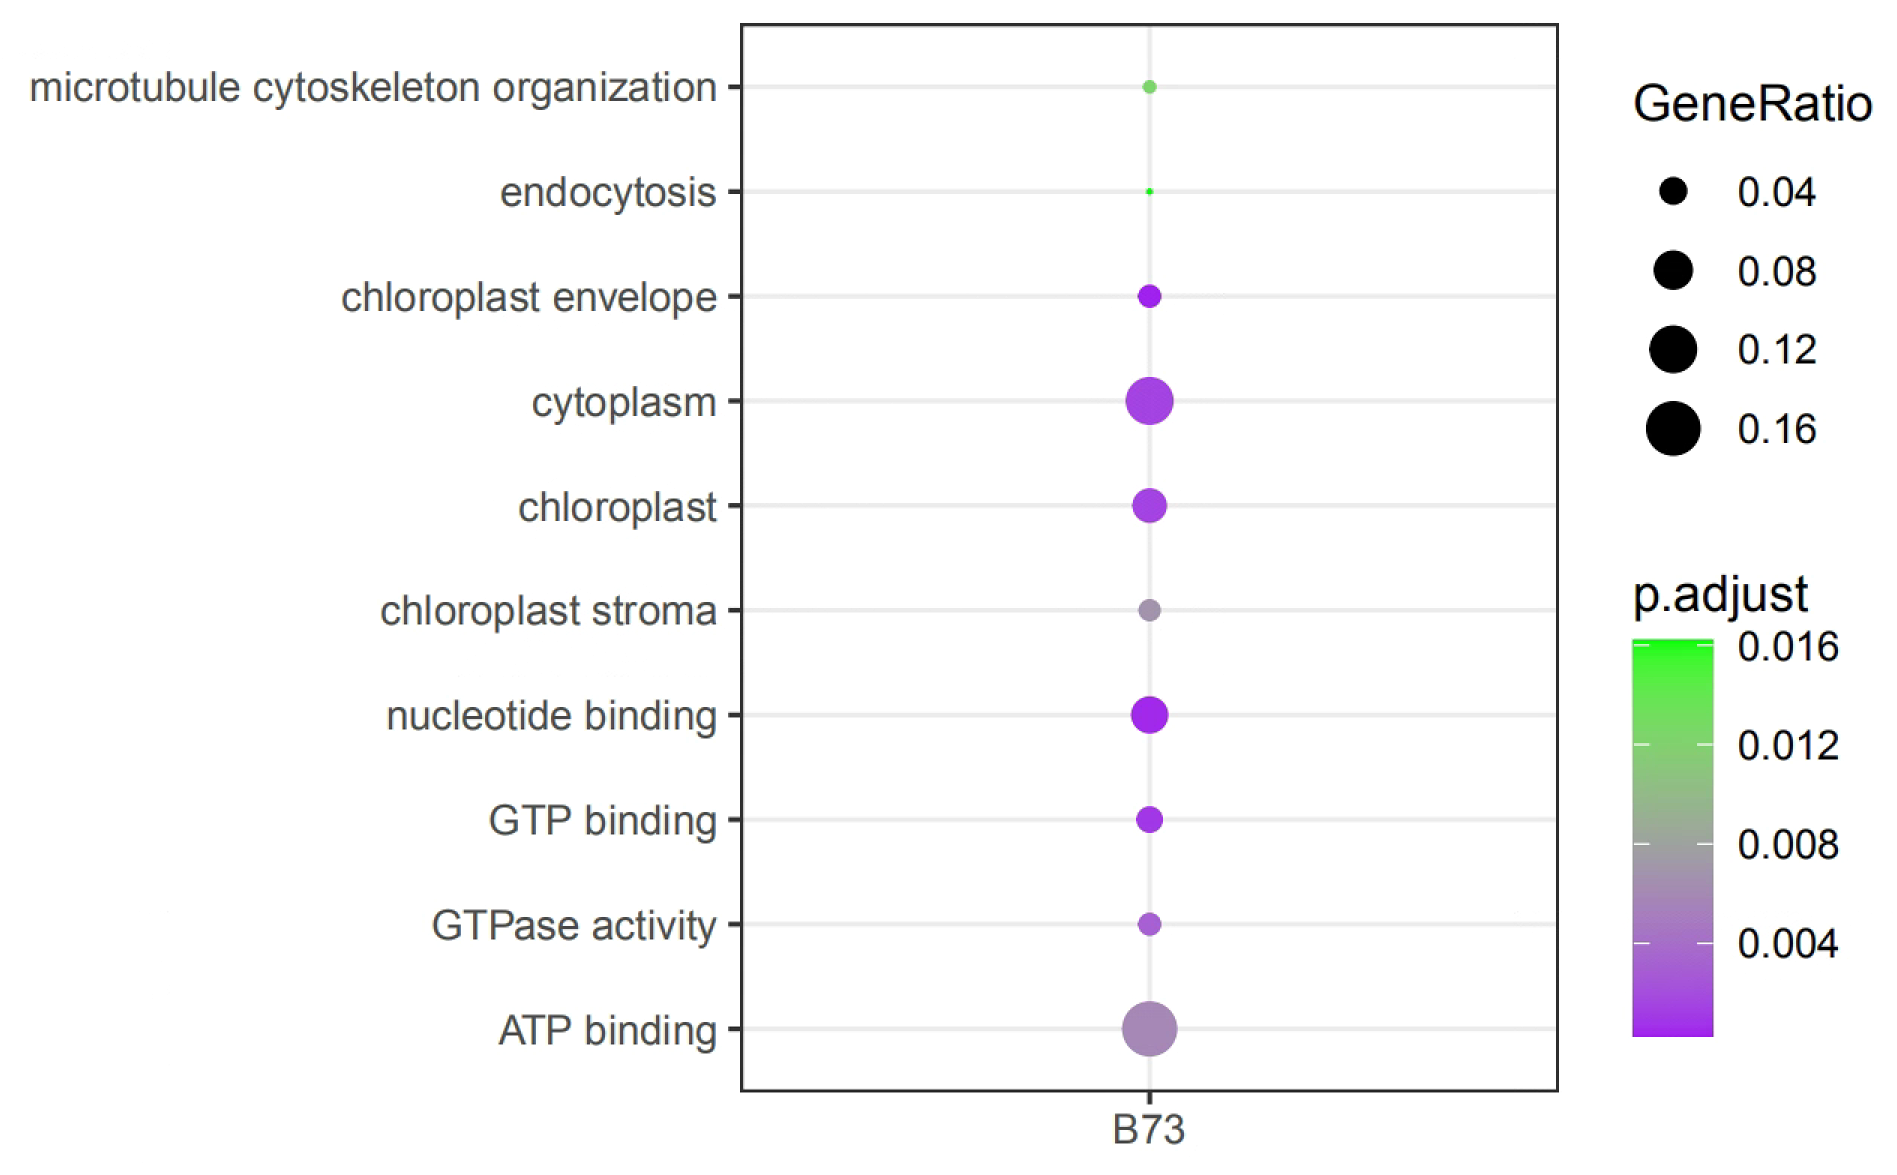 microtubule cytoskeleton organization
endocytosis
chloroplast envelope
cytoplasm
chloroplast
chloroplast stroma
nucleotide binding
GTP binding
GTPase activity
ATP binding
B73
GeneRatio
0.04
0.08
0.12
0.16
p.adjust
0.016
0.012
0.008
0.004